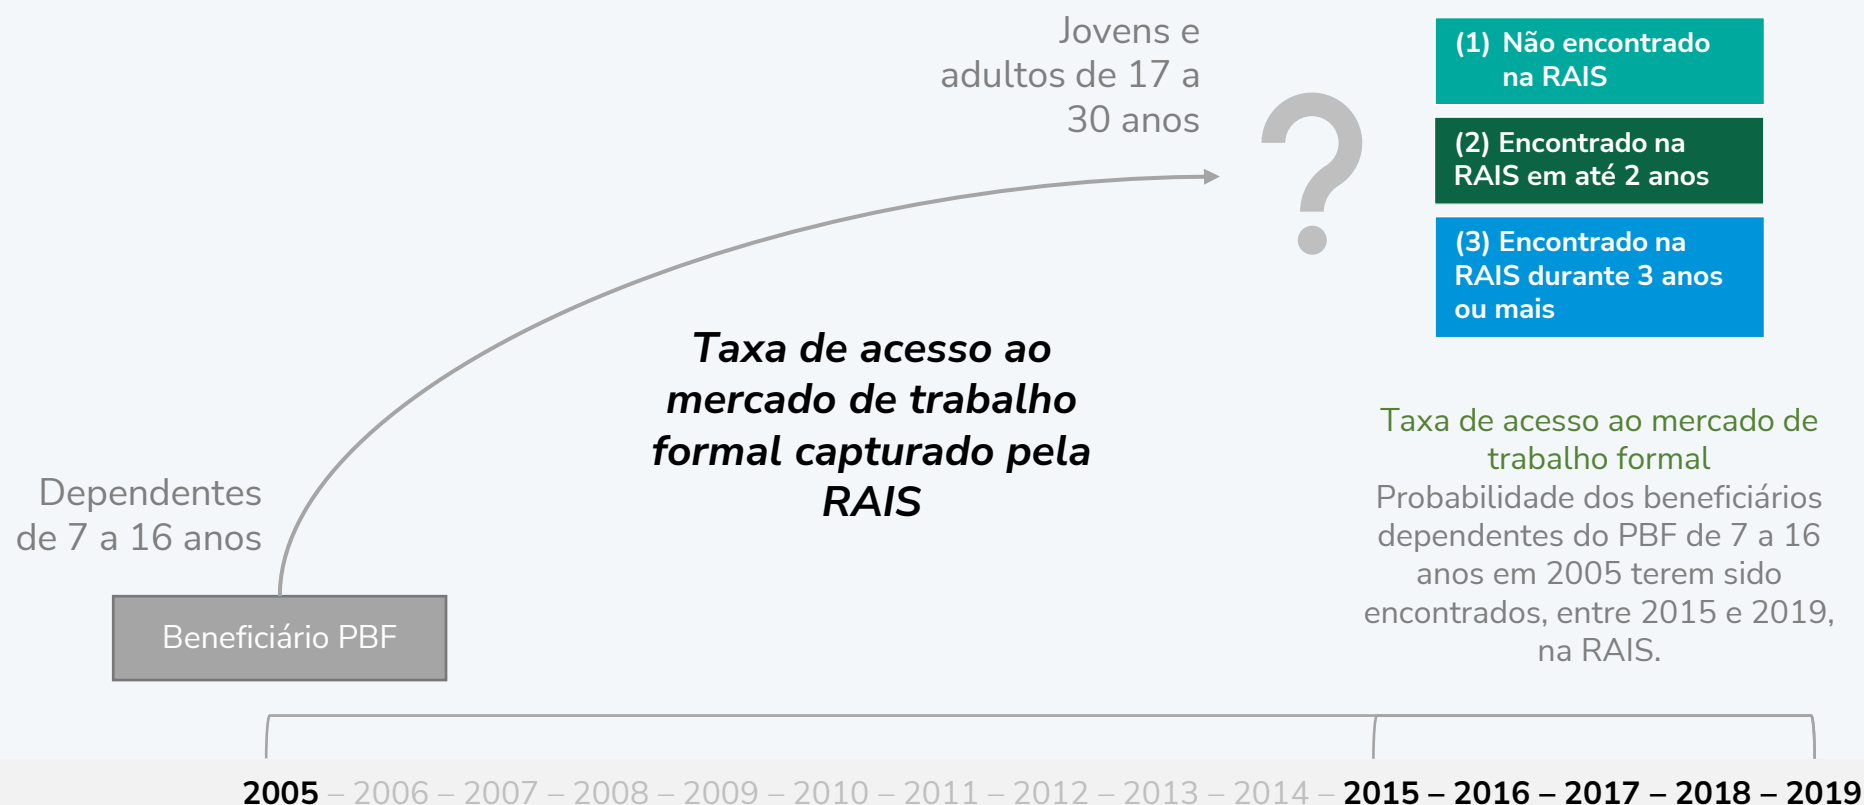 Jovens e
adultos de 17 a
30 anos
?
(1) Não encontrado
na RAIS
(2) Encontrado na
RAIS em até 2 anos
(3) Encontrado na
RAIS durante 3 anos
ou mais
Taxa de acesso ao
mercado de trabalho
formal capturado pela
RAIS
Dependentes
de 7 a 16 anos
Beneficiário PBF
Taxa de acesso ao mercado de
trabalho formal
Probabilidade dos beneficiários
dependentes do PBF de 7 a 16
anos em 2005 terem sido
encontrados, entre 2015 e 2019,
na RAIS.
2005 – 2006 – 2007 – 2008 – 2009 – 2010 – 2011 – 2012 – 2013 – 2014 – 2015 – 2016 – 2017 – 2018 – 2019